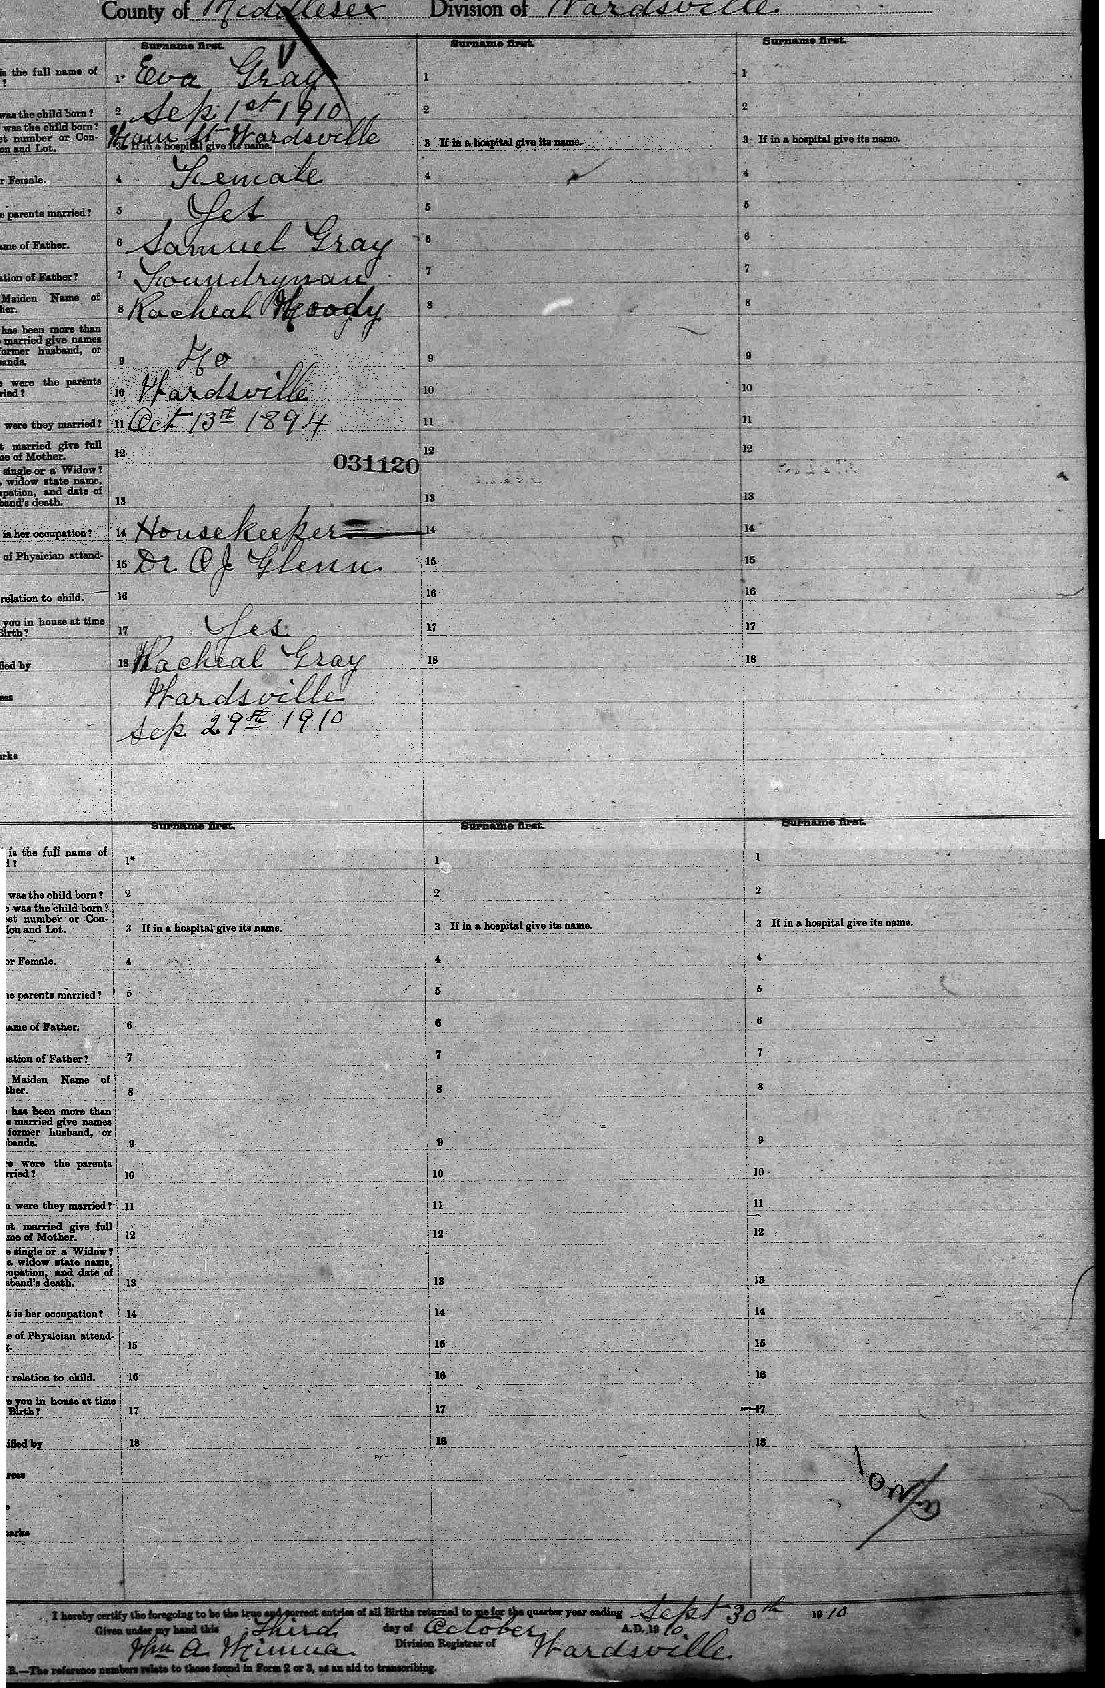 County of Middlesex Division of Wardsville
Surname first. Surname first. Surname first.
is the full name of
? 1* Eva Gray 1 1
was the child born? 2 Sep 1st 1910 2 2
was the child born?
et number or Con-
on and Lot. 3 If in a hospital give its name. St Wardsville 3 If in a hospital give its name. 3 If in a hospital give its name.
r Female. 4 Female 4 4
e parents married? 5 Yes 5 5
ame of Father. 6 Samuel Gray 6 6
tion of Father? 7 7 7
Maiden Name of
her. 8 Racheal Moody 8 8
has been more than
married give names
former husband, or
ands. 9 No 9 9
were the parents
ried? 10 Wardsville 10 10
were they married? 11 Oct 13th 1894 11 11
t married give full
e of Mother. 12 12 12
031120
single or a Widow?
widow state name,
pation, and date of
band's death. 13 13 13
is her occupation? 14 Housekeeper 14 14
of Physician attend-
15 Dr C J Glenn 15 15
relation to child. 16 16 16
you in house at time
Birth? 17 Yes 17 17
fied by 18 Racheal Gray 18 18
ess Wardsville
Sep 29th 1910
arks
Surname first. Surname first. Surname first.
is the full name of
? 1* 1 1
was the child born? 2 2 2
was the child born?
et number or Con-
ion and Lot. 3 If in a hospital give its name. 3 If in a hospital give its name. 3 If in a hospital give its name.
or Female. 4 4 4
e parents married? 5 5 5
ame of Father. 6 6 6
ation of Father? 7 7 7
Maiden Name of
ther. 8 8 8
has been more than
e married give names
former husband, or
bands. 9 9 9
re were the parents
rried? 10 10 10
n were they married? 11 11 11
ot married give full
me of Mother. 12 12 12
e single or a Widow?
a widow state name,
cupation, and date of
sband's death. 13 13 13
t is her occupation? 14 14 14
e of Physician attend-
15 15 15
r relation to child. 16 16 16
e you in house at time
Birth? 17 17 17
ified by 18 18 18
ress
arks
I hereby certify the foregoing to be the true and correct entries of all Births returned to me for the quarter year ending Sept 30th 1910
Given under my hand this Third day of October A.D. 1910
Wm A. Division Registrar of Wardsville
B.—The reference numbers relate to those found in Form 2 or 3, as an aid to transcribing.